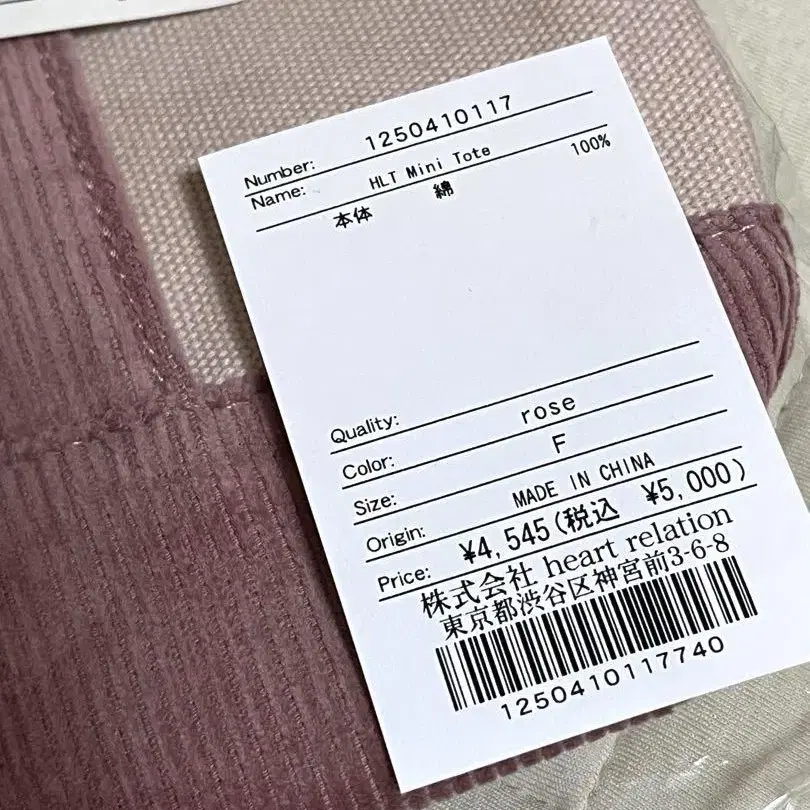 Number: 1250410117
Name: HLT Mini Tote
本体 綿 100%
Quality:
Color: rose
Size: F
Origin: MADE IN CHINA
Price: ¥4,545(税込 ¥5,000)
株式会社 heart relation
東京都渋谷区神宮前3-6-8
1250410117740